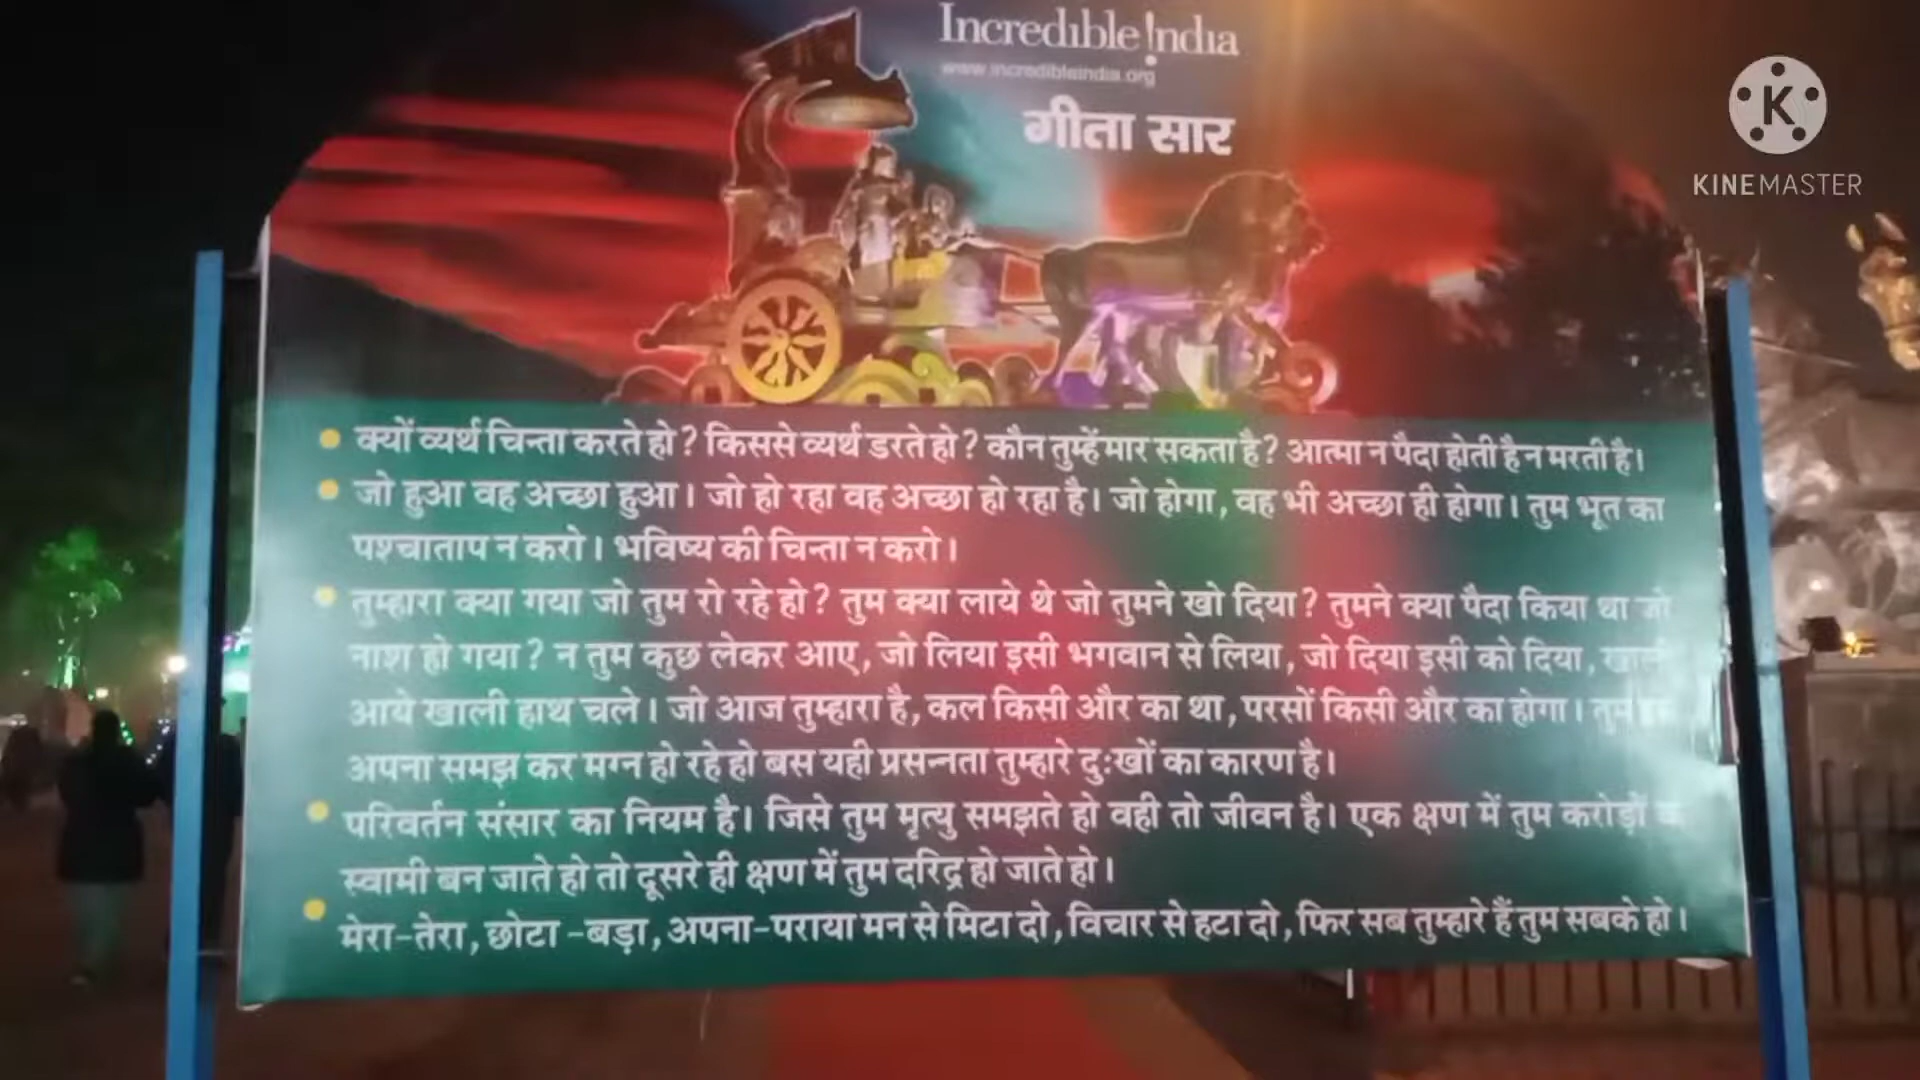 Incredible !ndia
www.incredibleindia.org
गीता सार
K
KINEMASTER
क्यों व्यर्थ चिन्ता करते हो? किससे व्यर्थ डरते हो? कौन तुम्हें मार सकता है? आत्मा न पैदा होती है न मरती है।
जो हुआ वह अच्छा हुआ। जो हो रहा वह अच्छा हो रहा है। जो होगा, वह भी अच्छा ही होगा। तुम भूत का
पश्चाताप न करो। भविष्य की चिन्ता न करो।
तुम्हारा क्या गया जो तुम रो रहे हो? तुम क्या लाये थे जो तुमने खो दिया? तुमने क्या पैदा किया था जो
नाश हो गया? न तुम कुछ लेकर आए, जो लिया इसी भगवान से लिया, जो दिया इसी को दिया,
आये खाली हाथ चले। जो आज तुम्हारा है, कल किसी और का था, परसों किसी और का होगा। तुम
अपना समझ कर मग्न हो रहे हो बस यही प्रसन्नता तुम्हारे दुःखों का कारण है।
परिवर्तन संसार का नियम है। जिसे तुम मृत्यु समझते हो वही तो जीवन है। एक क्षण में तुम करोड़ों
स्वामी बन जाते हो तो दूसरे ही क्षण में तुम दरिद्र हो जाते हो।
मेरा-तेरा, छोटा -बड़ा, अपना-पराया मन से मिटा दो, विचार से हटा दो, फिर सब तुम्हारे हैं तुम सबके हो।